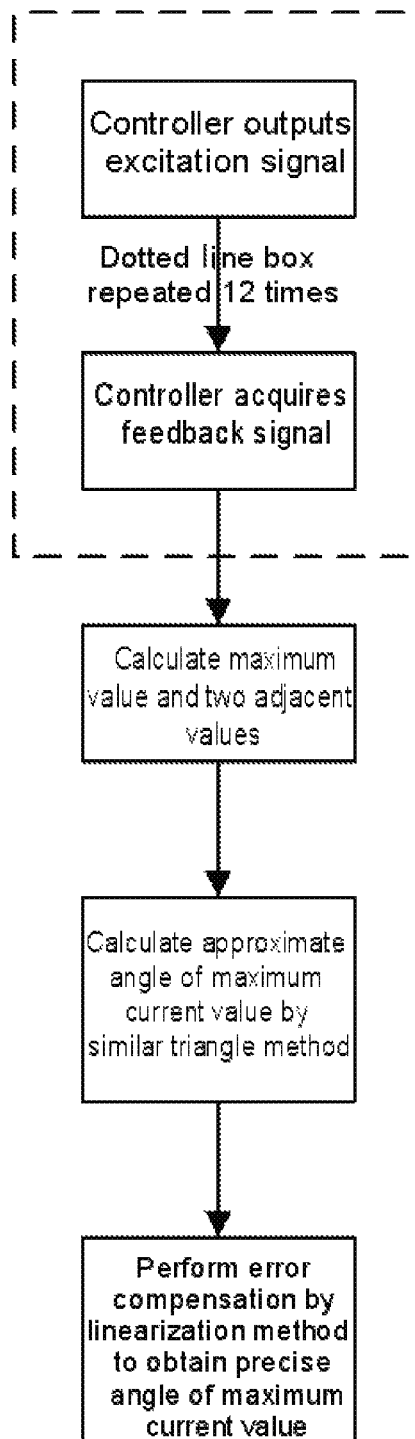 Controller outputs
excitation signal
Dotted line box
repeated 12 times
Controller acquires
feedback signal
Calculate maximum
value and two adjacent
values
Calculate approximate
angle of maximum
current value by
similar triangle method
Perform error
compensation by
linearization method
to obtain precise
angle of maximum
current value